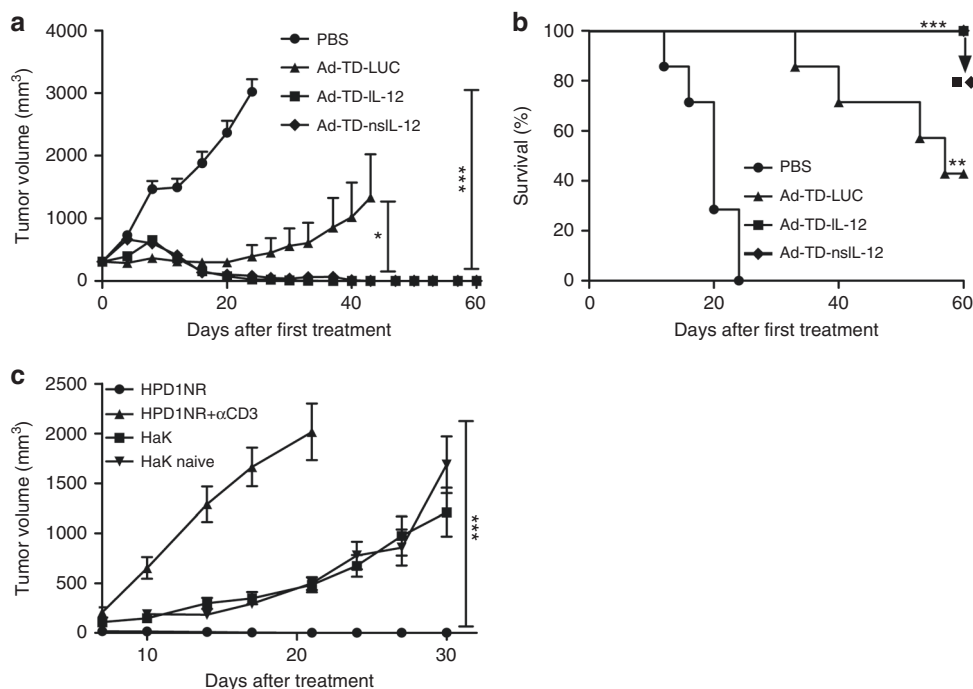 a
4000
3000
2000
1000
0
Tumor volume (mm³)
PBS
Ad-TD-LUC
Ad-TD-IL-12
Ad-TD-nsIL-12
*
***
0 20 40 60
Days after first treatment
b
100
80
60
40
20
0
Survival (%)
***
**
PBS
Ad-TD-LUC
Ad-TD-IL-12
Ad-TD-nsIL-12
0 20 40 60
Days after first treatment
c
2500
2000
1500
1000
500
0
Tumor volume (mm³)
HPD1NR
HPD1NR+αCD3
HaK
HaK naive
***
10 20 30
Days after treatment